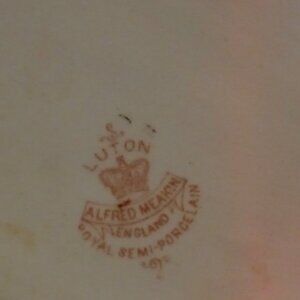 LUTON
ALFRED MEAKIN
ENGLAND
ROYAL SEMI-PORCELAIN